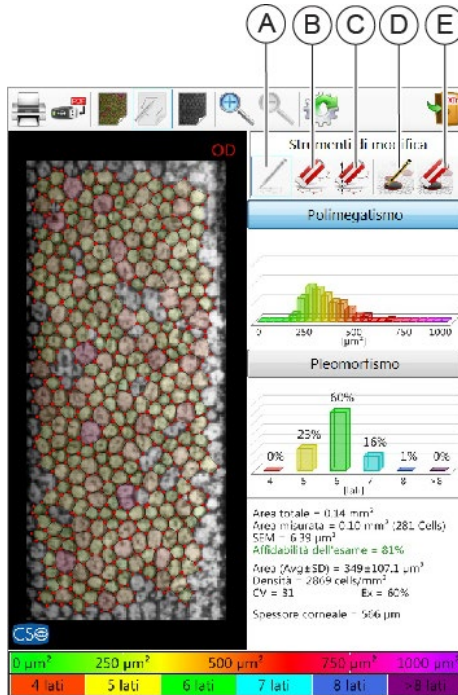 A B C D E
PDF
OD
Strumenti di modifica
Polimegatismo
0 250 500 750 1000
[µm²]
Pleomorfismo
0% 23% 60% 16% 1% 0%
4 5 6 7 8 >8
[lati]
Area totale = 0.14 mm²
Area misurata = 0.10 mm² (281 Cells)
SEM = 6.39 µm²
Affidabilità dell'esame = 81%
Area (Avg±SD) = 349±107.1 µm²
Densità = 2869 cells/mm²
CV = 31 Ex = 60%
Spessore corneale = 566 µm
CSO
0 µm² 250 µm² 500 µm² 750 µm² 1000 µm²
4 lati 5 lati 6 lati 7 lati 8 lati >8 lati